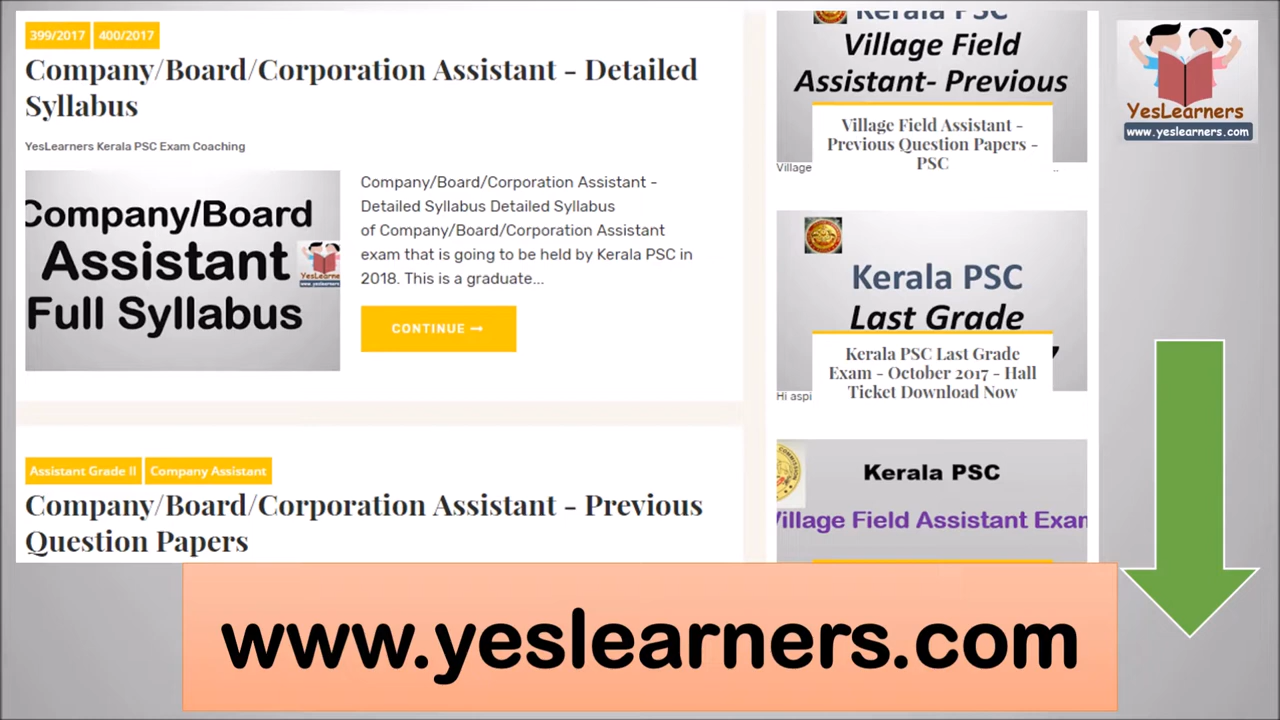 399/2017 400/2017
Company/Board/Corporation Assistant - Detailed
Syllabus
YesLearners Kerala PSC Exam Coaching
Company/Board
Assistant
Full Syllabus
YesLearner
Company/Board/Corporation Assistant -
Detailed Syllabus Detailed Syllabus
of Company/Board/Corporation Assistant
exam that is going to be held by Kerala PSC in
2018. This is a graduate...
CONTINUE
Assistant Grade II Company Assistant
Company/Board/Corporation Assistant - Previous
Question Papers
Kerala PSC
Village Field
Assistant- Previous
Village Field Assistant -
Previous Question Papers -
PSC
Village
Kerala PSC
Last Grade
Kerala PSC Last Grade
Exam - October 2017 - Hall
Ticket Download Now
Hi aspi
Kerala PSC
Village Field Assistant Exam
YesLearners
www.yeslearners.com
www.yeslearners.com